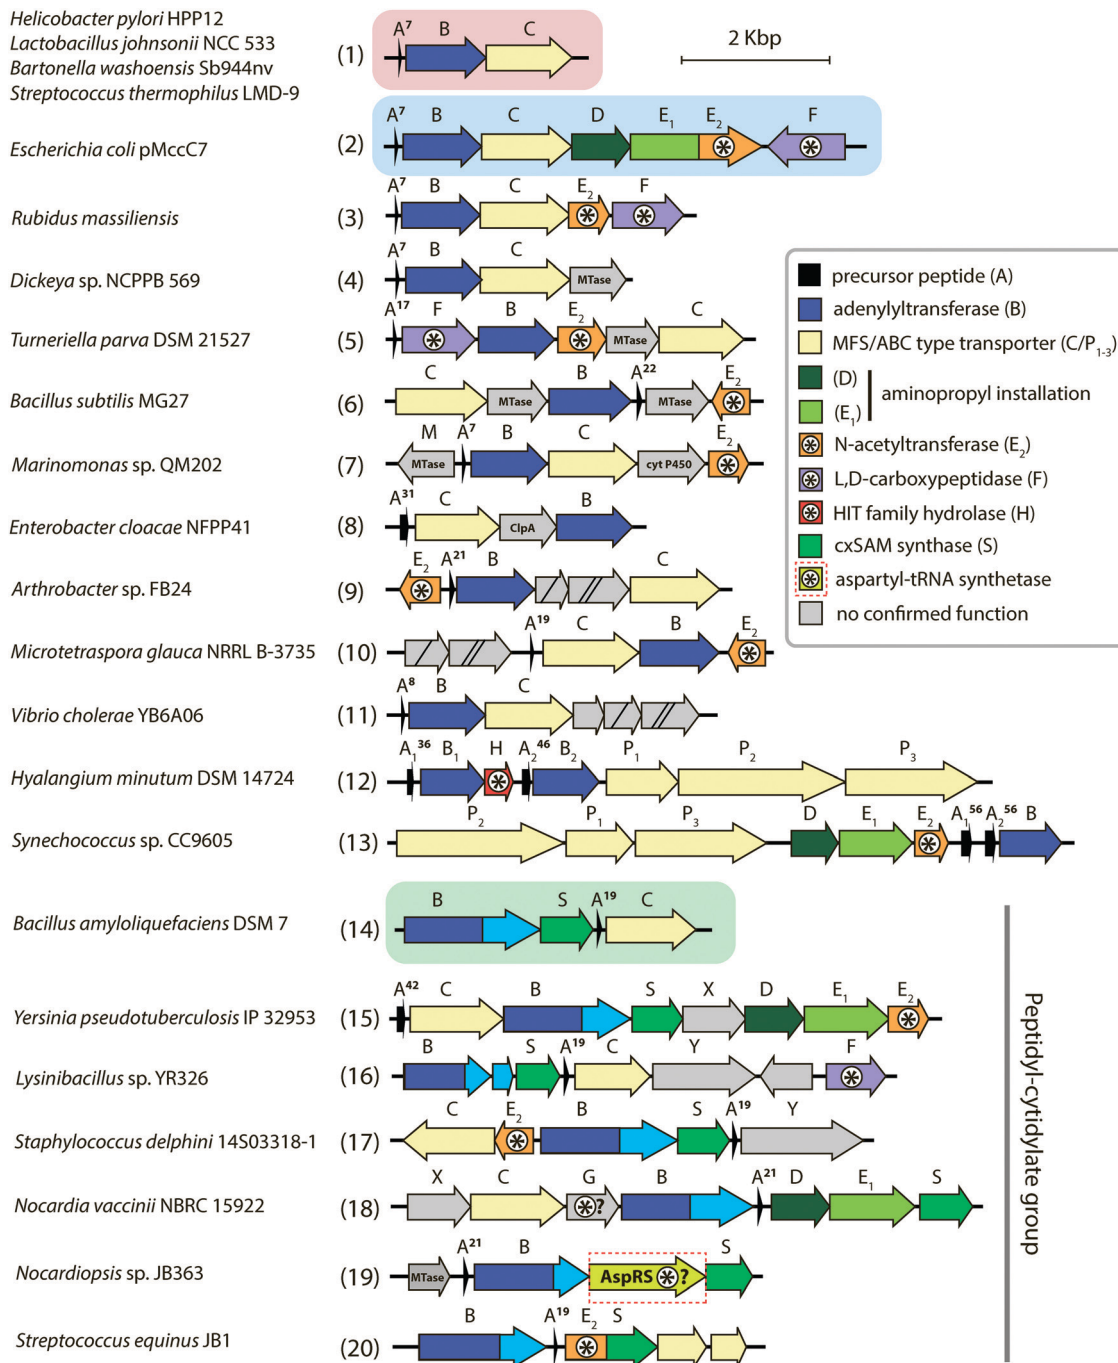 Helicobacter pylori HPP12
Lactobacillus johnsonii NCC 533
Bartonella washoensis Sb944nv
Streptococcus thermophilus LMD-9
(1)
A7 B C
2 Kbp
Escherichia coli pMccC7
(2)
A7 B C D E1 E2 F
Rubidus massiliensis
(3)
A7 B C E2 F
Dickeya sp. NCPPB 569
(4)
A7 B C
MTase
Turneriella parva DSM 21527
(5)
A17 F B E2 C
MTase
Bacillus subtilis MG27
(6)
C B A22 E2
MTase MTase
Marinomonas sp. QM202
(7)
M A7 B C E2
MTase cyt P450
Enterobacter cloacae NFPP41
(8)
A31 C B
ClpA
Arthrobacter sp. FB24
(9)
E2 A21 B C
Microtetraspora glauca NRRL B-3735
(10)
A19 C B E2
Vibrio cholerae YB6A06
(11)
A8 B C
Hyalangium minutum DSM 14724
(12)
A1 36 B1 H A2 46 B2 P1 P2 P3
Synechococcus sp. CC9605
(13)
P2 P1 P3 D E1 E2 A1 56 A2 56 B
precursor peptide (A)
adenylyltransferase (B)
MFS/ABC type transporter (C/P1-3)
(D)
aminopropyl installation
(E1)
N-acetyltransferase (E2)
L,D-carboxypeptidase (F)
HIT family hydrolase (H)
cxSAM synthase (S)
aspartyl-tRNA synthetase
no confirmed function
Bacillus amyloliquefaciens DSM 7
(14)
B S A19 C
Yersinia pseudotuberculosis IP 32953
(15)
A42 C B S X D E1 E2
Lysinibacillus sp. YR326
(16)
B S A19 C Y F
Staphylococcus delphini 14S03318-1
(17)
C E2 B S A19 Y
Nocardia vaccinii NBRC 15922
(18)
X C G B A21 D E1 S
?
Nocardiopsis sp. JB363
(19)
A21 B S
MTase AspRS ?
Streptococcus equinus JB1
(20)
B A19 E2 S
Peptidyl-cytidylate group